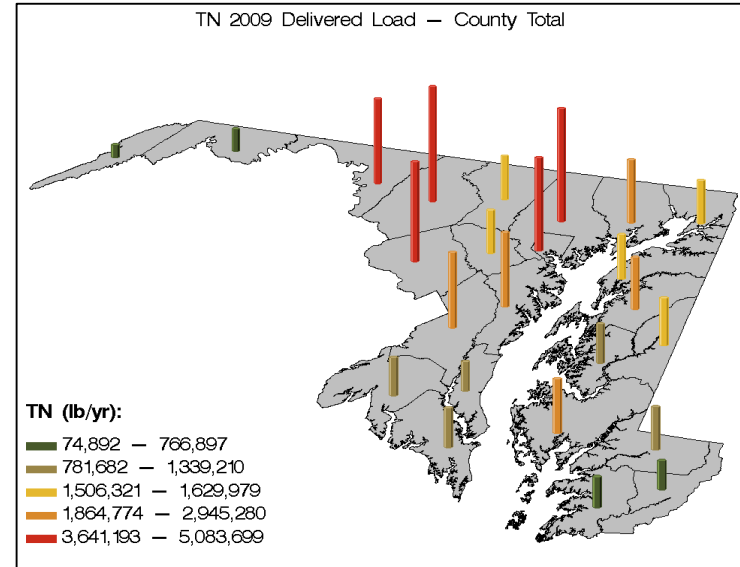 TN 2009 Delivered Load — County Total
TN (lb/yr):
74,892 — 766,897
781,682 — 1,339,210
1,506,321 — 1,629,979
1,864,774 — 2,945,280
3,641,193 — 5,083,699